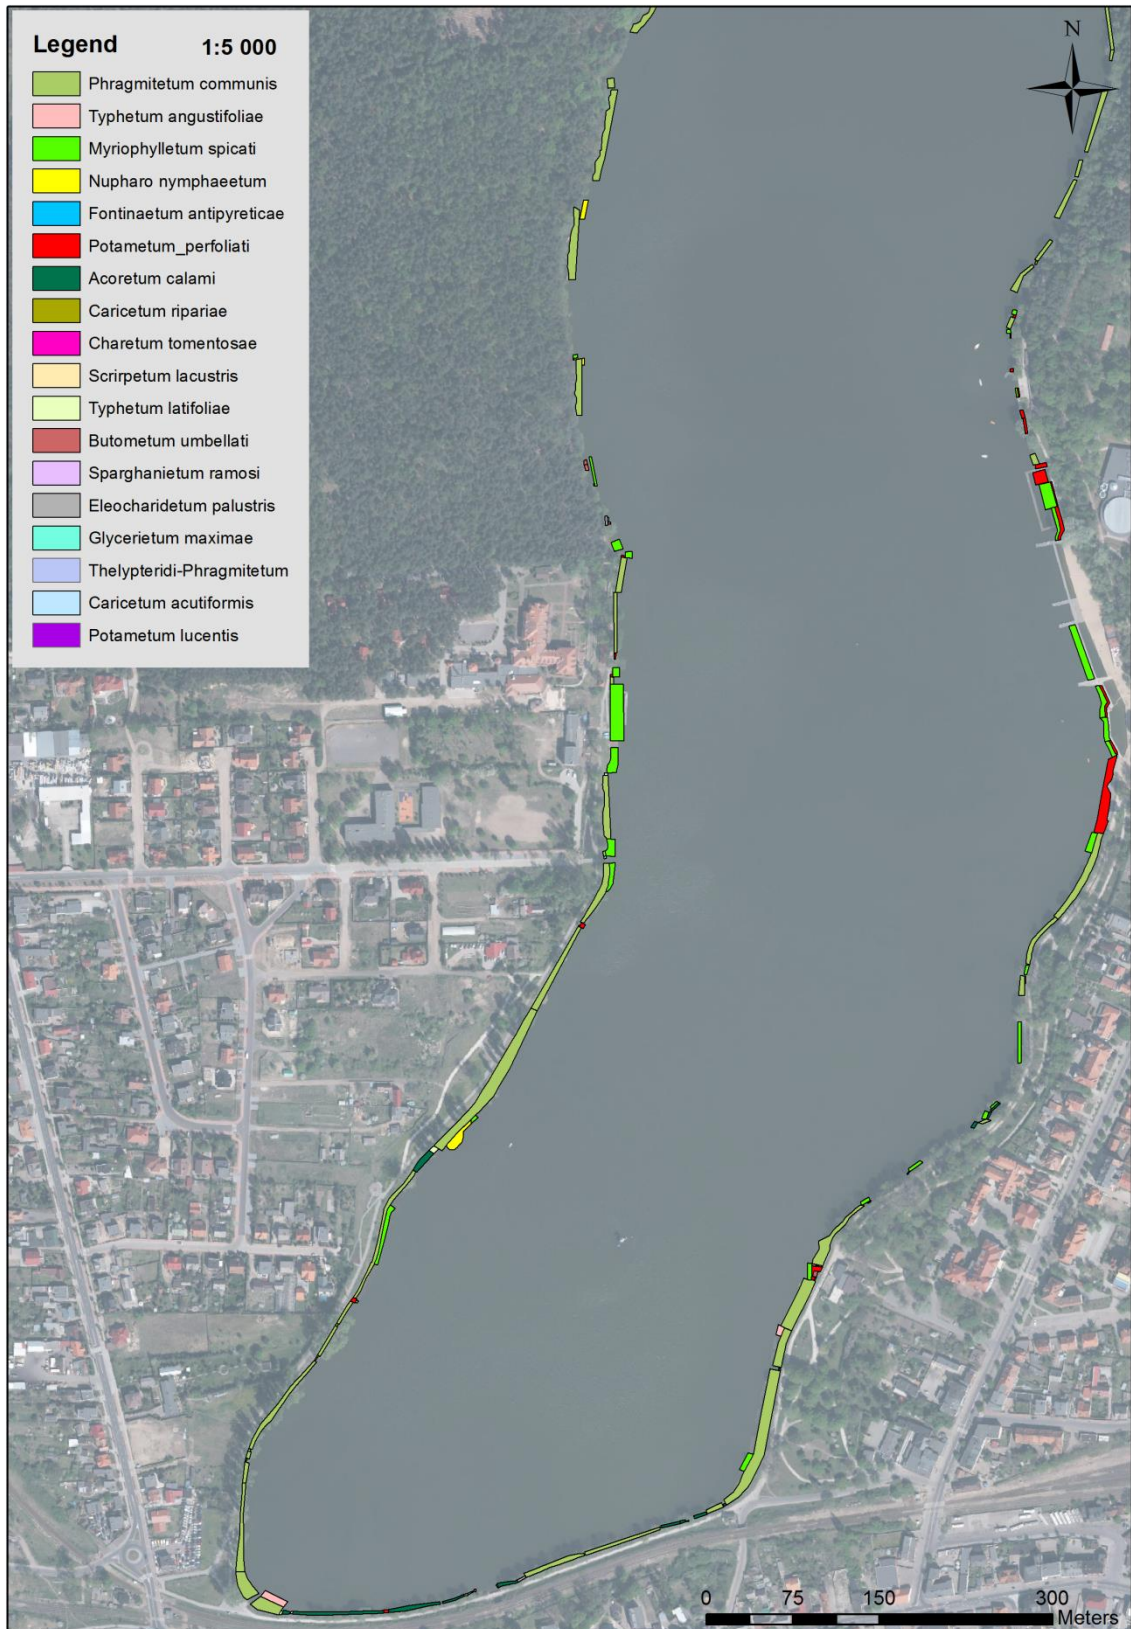 Legend 1:5 000
N
Phragmitetum communis
Typhetum angustifoliae
Myriophylletum spicati
Nupharo nymphaeetum
Fontinaetum antipyreticae
Potametum_perfoliati
Acoretum calami
Caricetum ripariae
Charetum tomentosae
Scrirpetum lacustris
Typhetum latifoliae
Butometum umbellati
Sparghanietum ramosi
Eleocharidetum palustris
Glycerietum maximae
Thelypteridi-Phragmitetum
Caricetum acutiformis
Potametum lucentis
0 75 150 300
Meters